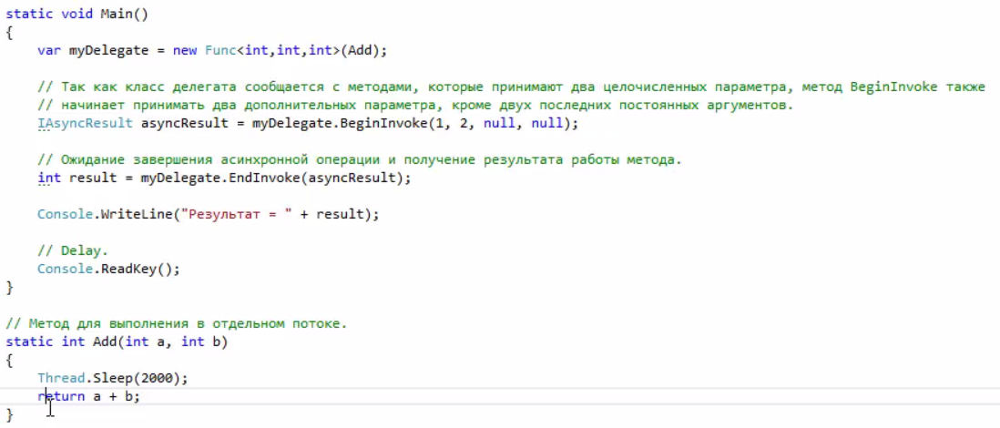 static void Main()
{
    var myDelegate = new Func<int,int,int>(Add);
    // Так как класс делегата сообщается с методами, которые принимают два целочисленных параметра, метод BeginInvoke также
    // начинает принимать два дополнительных параметра, кроме двух последних постоянных аргументов.
    IAsyncResult asyncResult = myDelegate.BeginInvoke(1, 2, null, null);
    // Ожидание завершения асинхронной операции и получение результата работы метода.
    int result = myDelegate.EndInvoke(asyncResult);
    Console.WriteLine("Результат = " + result);
    // Delay.
    Console.ReadKey();
}
// Метод для выполнения в отдельном потоке.
static int Add(int a, int b)
{
    Thread.Sleep(2000);
    return a + b;
}